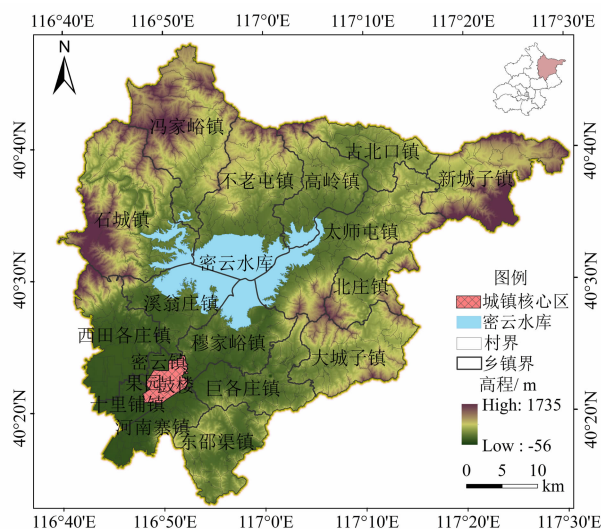 116°40′E 116°50′E 117°0′E 117°10′E 117°20′E 117°30′E
N
40°40′N
40°30′N
40°20′N
冯家峪镇
古北口镇
不老屯镇
高岭镇
新城子镇
石城镇
太师屯镇
密云水库
北庄镇
溪翁庄镇
西田各庄镇
穆家峪镇
大城子镇
密云镇
果园
鼓楼
巨各庄镇
十里铺镇
河南寨镇
东邵渠镇
图例
城镇核心区
密云水库
村界
乡镇界
高程/ m
High: 1735
Low : -56
0 5 10
km
40°40′N
40°30′N
40°20′N
116°40′E 116°50′E 117°0′E 117°10′E 117°20′E 117°30′E